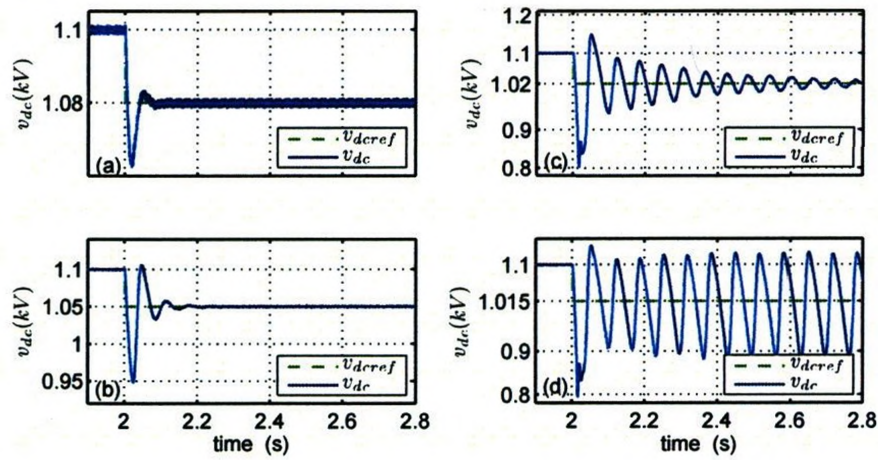 v_dc(kV)
1.1
1.08
(a)
v_dcref
v_dc
v_dc(kV)
1.2
1.1
1.02
0.9
0.8
(c)
v_dcref
v_dc
v_dc(kV)
1.1
1.05
1
0.95
(b)
v_dcref
v_dc
2 2.2 2.4 2.6 2.8
time (s)
v_dc(kV)
1.1
1.015
0.9
0.8
(d)
v_dcref
v_dc
2 2.2 2.4 2.6 2.8
time (s)